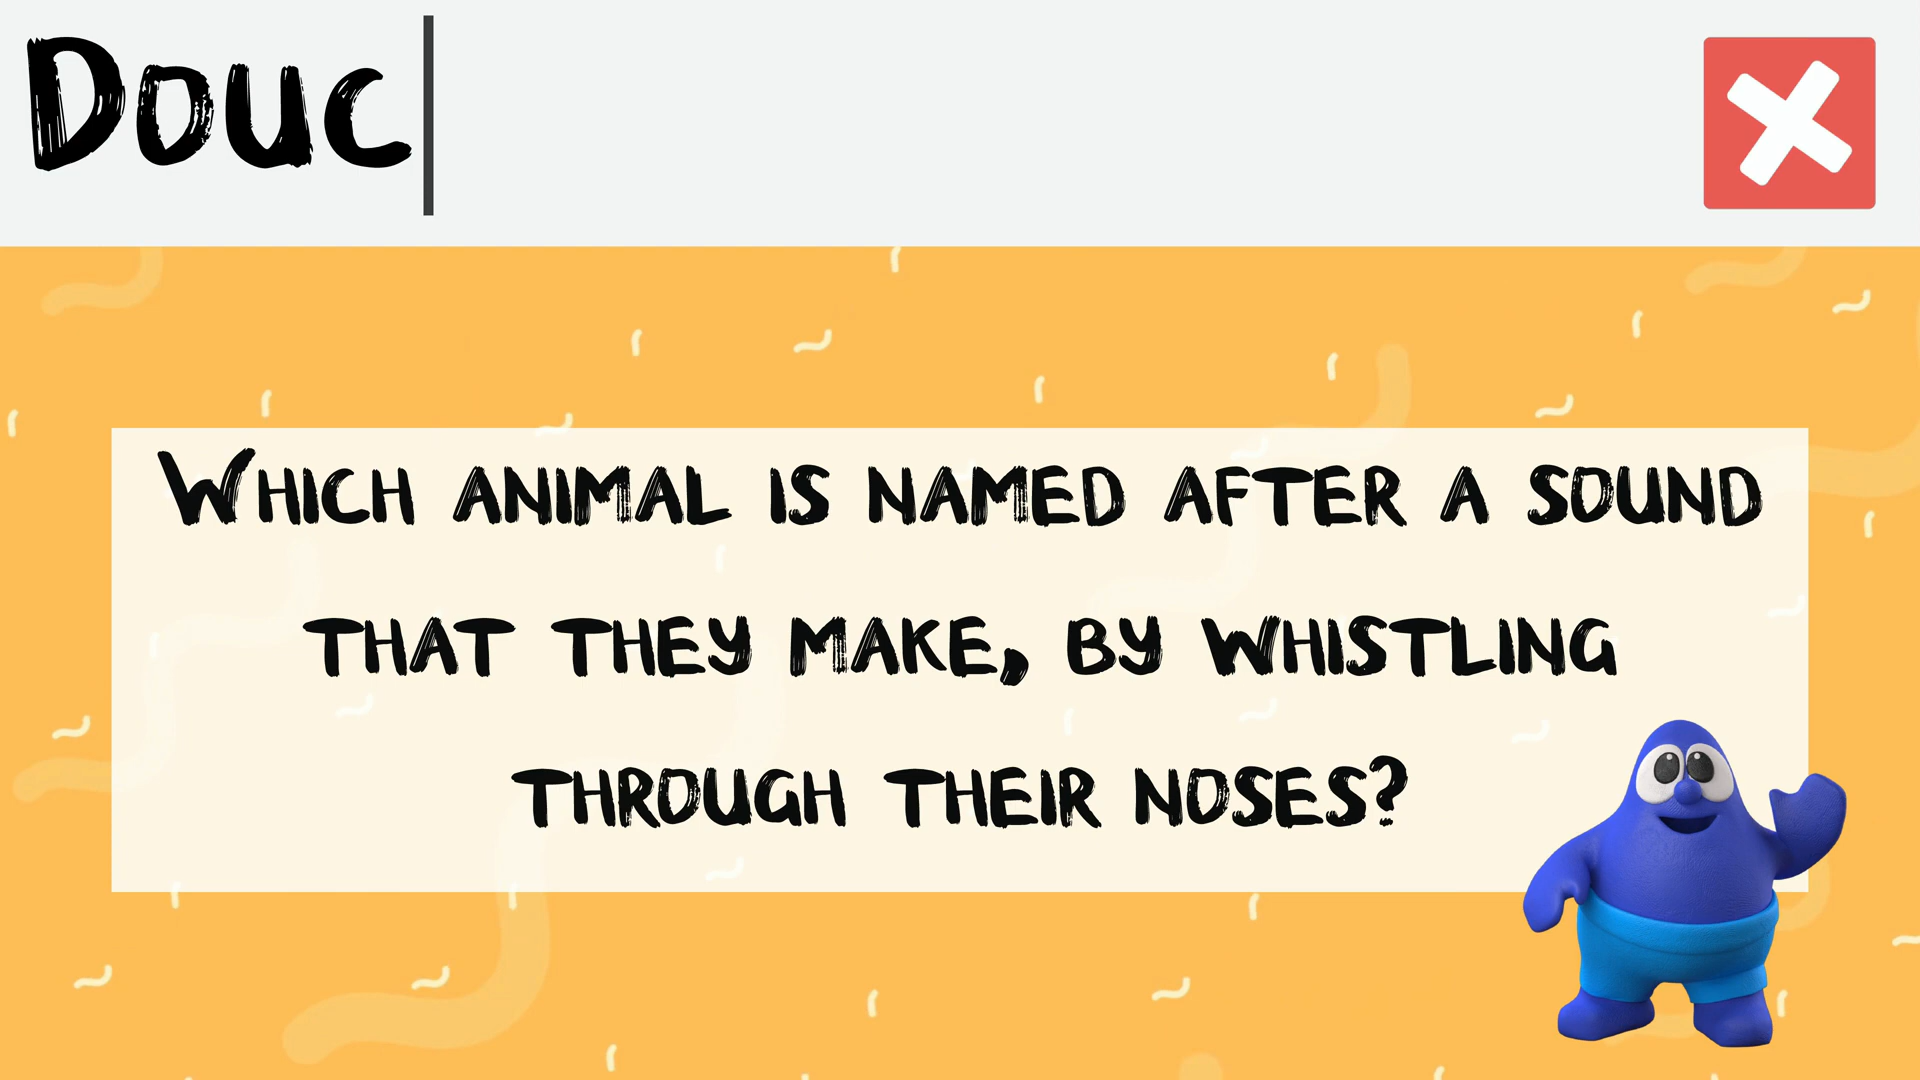 Douc
Which animal is named after a sound
that they make, by whistling
through their noses?